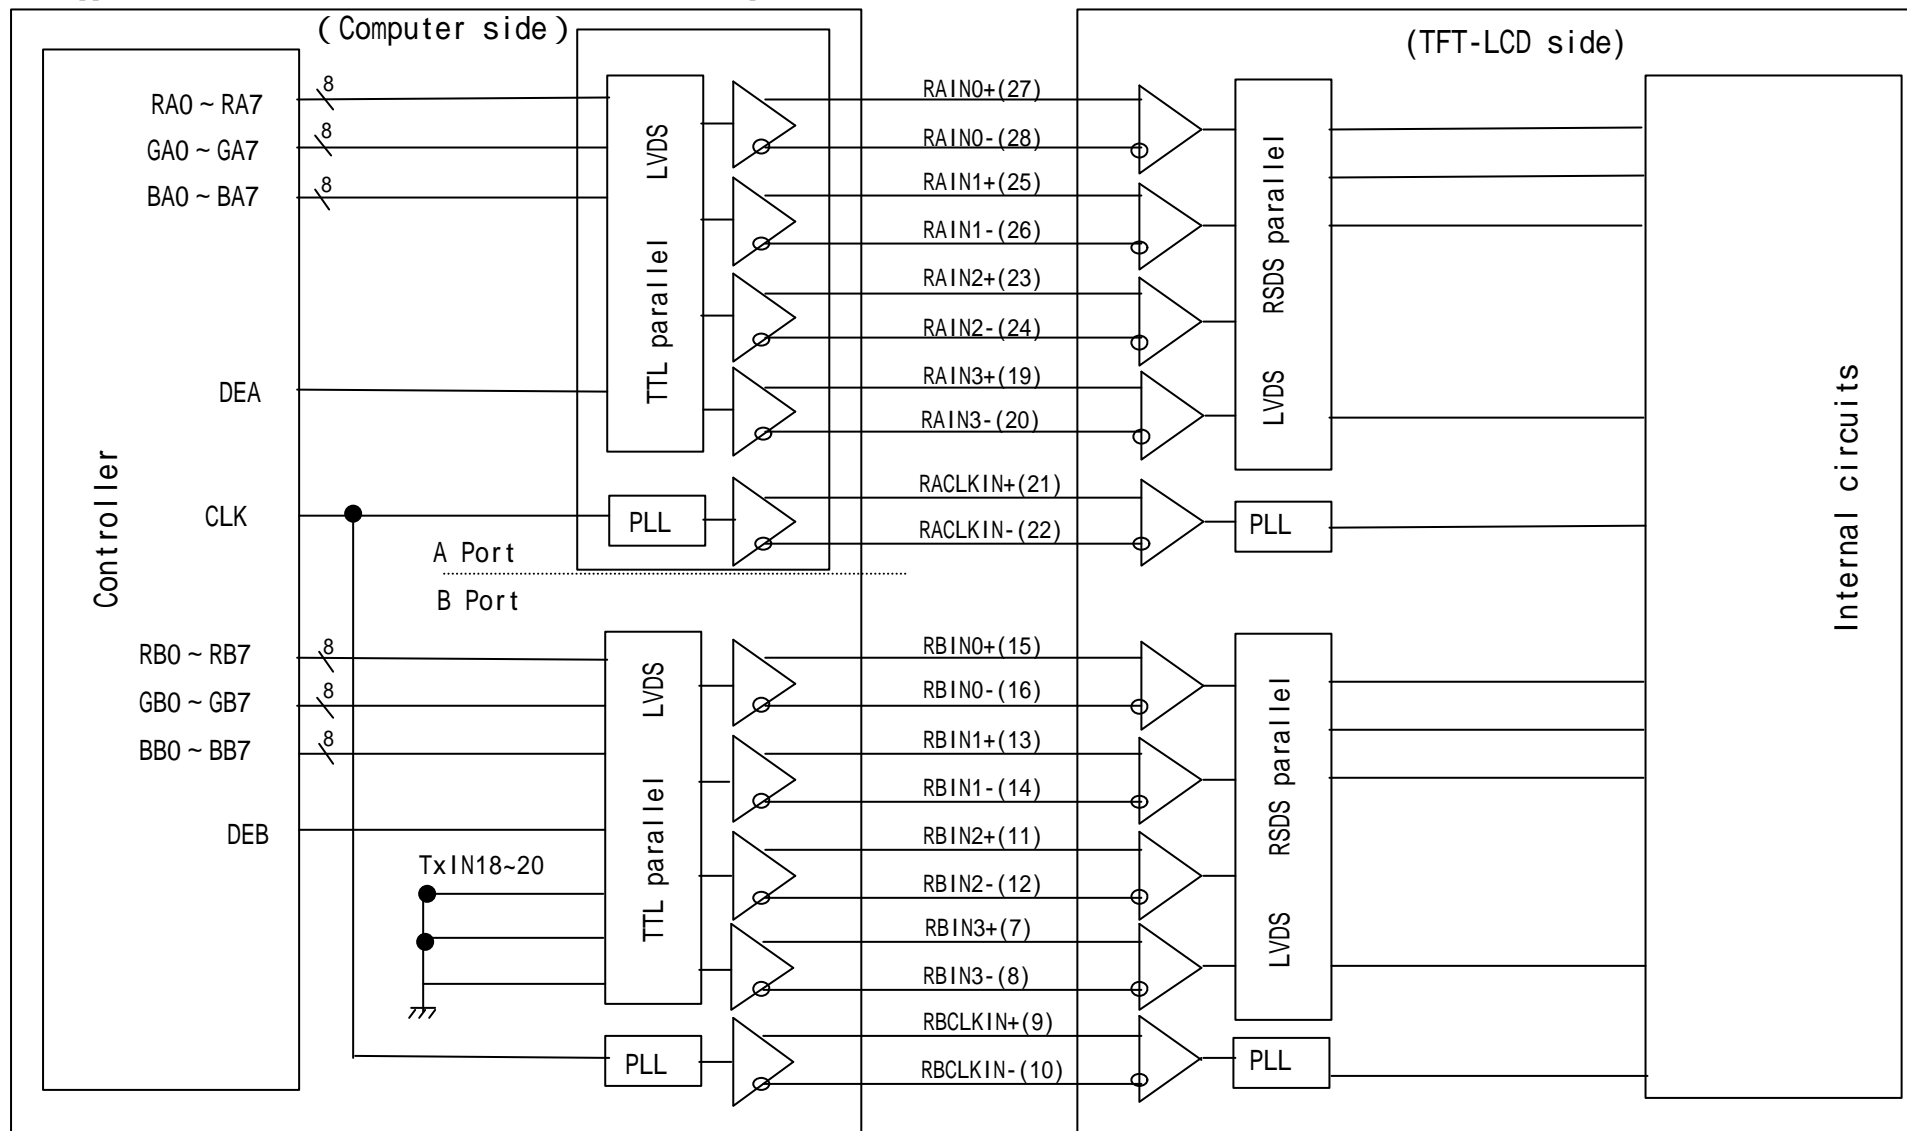 (Computer side)
(TFT-LCD side)
Controller
RA0 ~ RA7
8
GA0 ~ GA7
8
BA0 ~ BA7
8
DEA
CLK
TTL parallel LVDS
PLL
A Port
B Port
RAIN0+(27)
RAIN0-(28)
RAIN1+(25)
RAIN1-(26)
RAIN2+(23)
RAIN2-(24)
RAIN3+(19)
RAIN3-(20)
RACLKIN+(21)
RACLKIN-(22)
LVDS RSDS parallel
PLL
Internal circuits
RB0 ~ RB7
8
GB0 ~ GB7
8
BB0 ~ BB7
8
DEB
TxIN18~20
TTL parallel LVDS
PLL
RBIN0+(15)
RBIN0-(16)
RBIN1+(13)
RBIN1-(14)
RBIN2+(11)
RBIN2-(12)
RBIN3+(7)
RBIN3-(8)
RBCLKIN+(9)
RBCLKIN-(10)
LVDS RSDS parallel
PLL